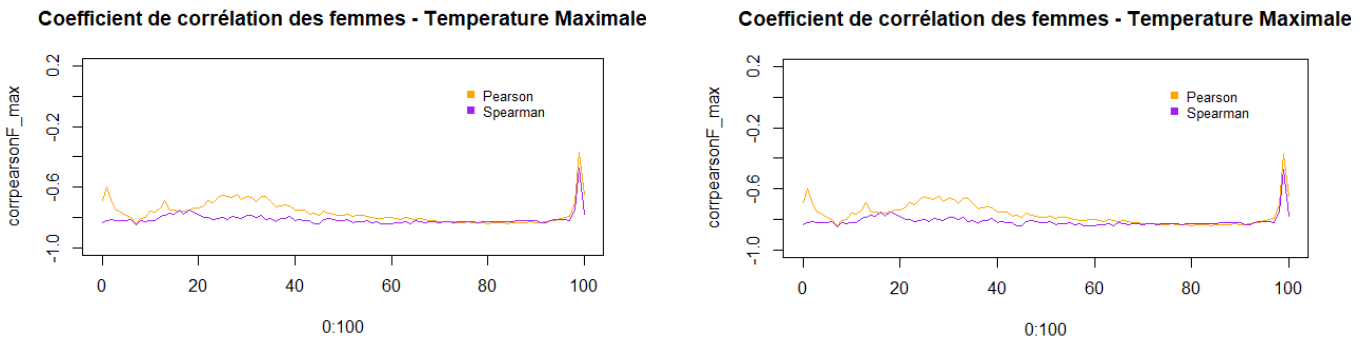 Coefficient de corrélation des femmes - Temperature Maximale
corrpearsonF_max
0.2
-0.2
-0.6
-1.0
Pearson
Spearman
0 20 40 60 80 100
0:100
Coefficient de corrélation des femmes - Temperature Maximale
corrpearsonF_max
0.2
-0.2
-0.6
-1.0
Pearson
Spearman
0 20 40 60 80 100
0:100